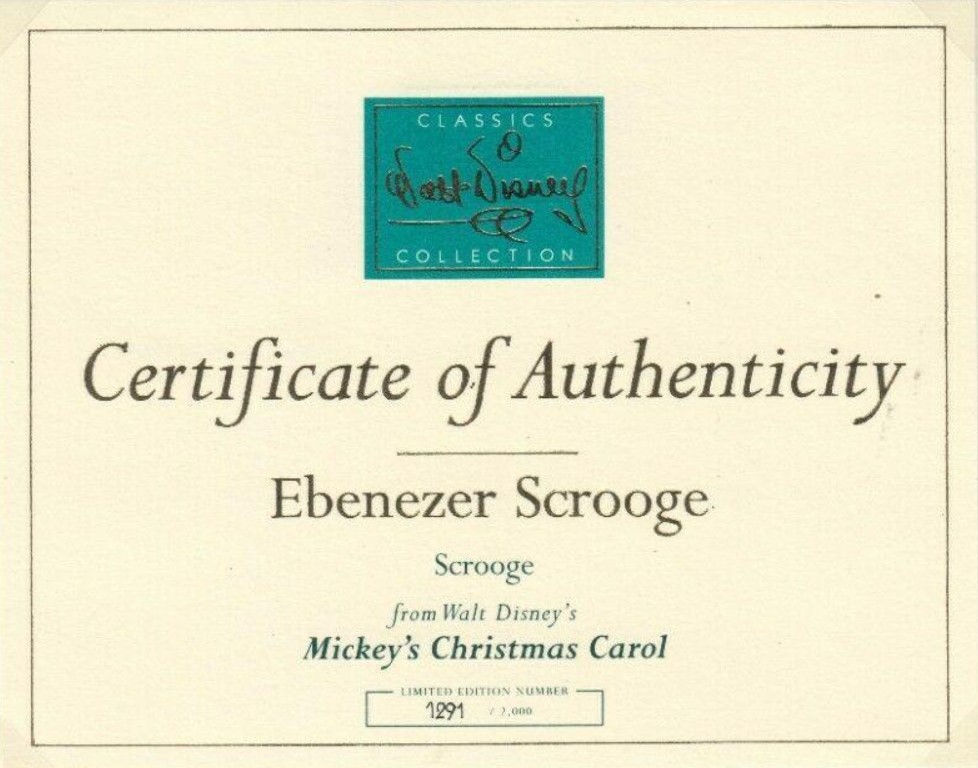 CLASSICS
Walt Disney
COLLECTION
Certificate of Authenticity
Ebenezer Scrooge
Scrooge
from Walt Disney's
Mickey's Christmas Carol
LIMITED EDITION NUMBER
1291 / 2,000